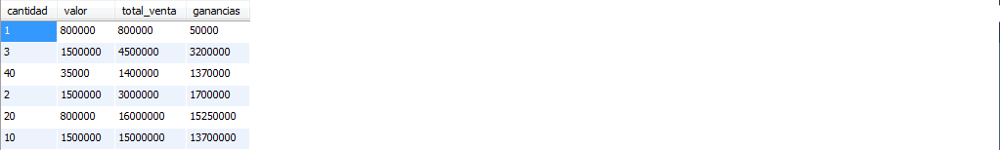 cantidad valor total_venta ganancias
1 800000 800000 50000
3 1500000 4500000 3200000
40 35000 1400000 1370000
2 1500000 3000000 1700000
20 800000 16000000 15250000
10 1500000 15000000 13700000